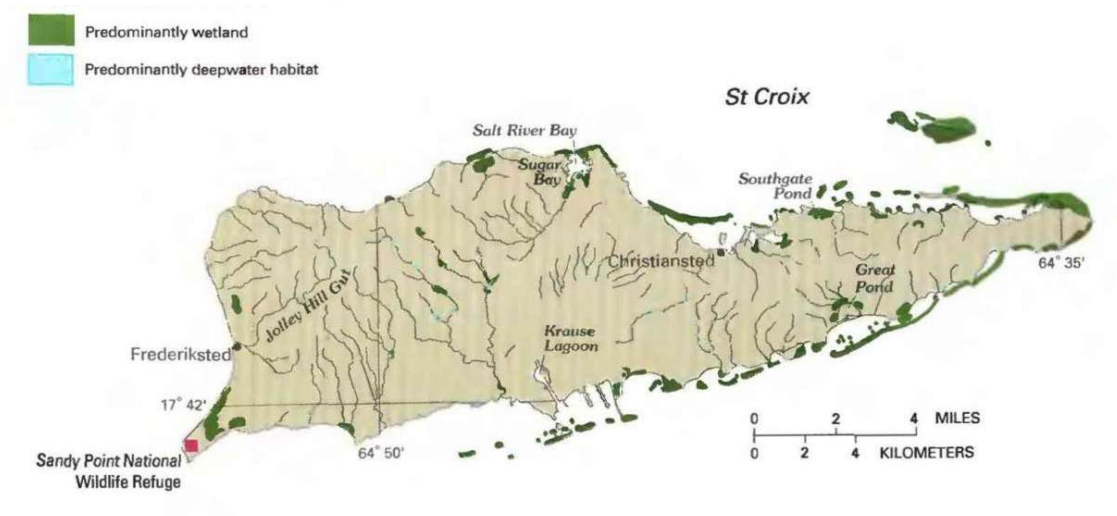 Predominantly wetland
Predominantly deepwater habitat
St Croix
Salt River Bay
Sugar
Bay
Southgate
Pond
Christiansted
64° 35'
Great
Pond
Jolley Hill Gut
Krause
Lagoon
Frederiksted
17° 42'
64° 50'
Sandy Point National
Wildlife Refuge
0 2 4 MILES
0 2 4 KILOMETERS